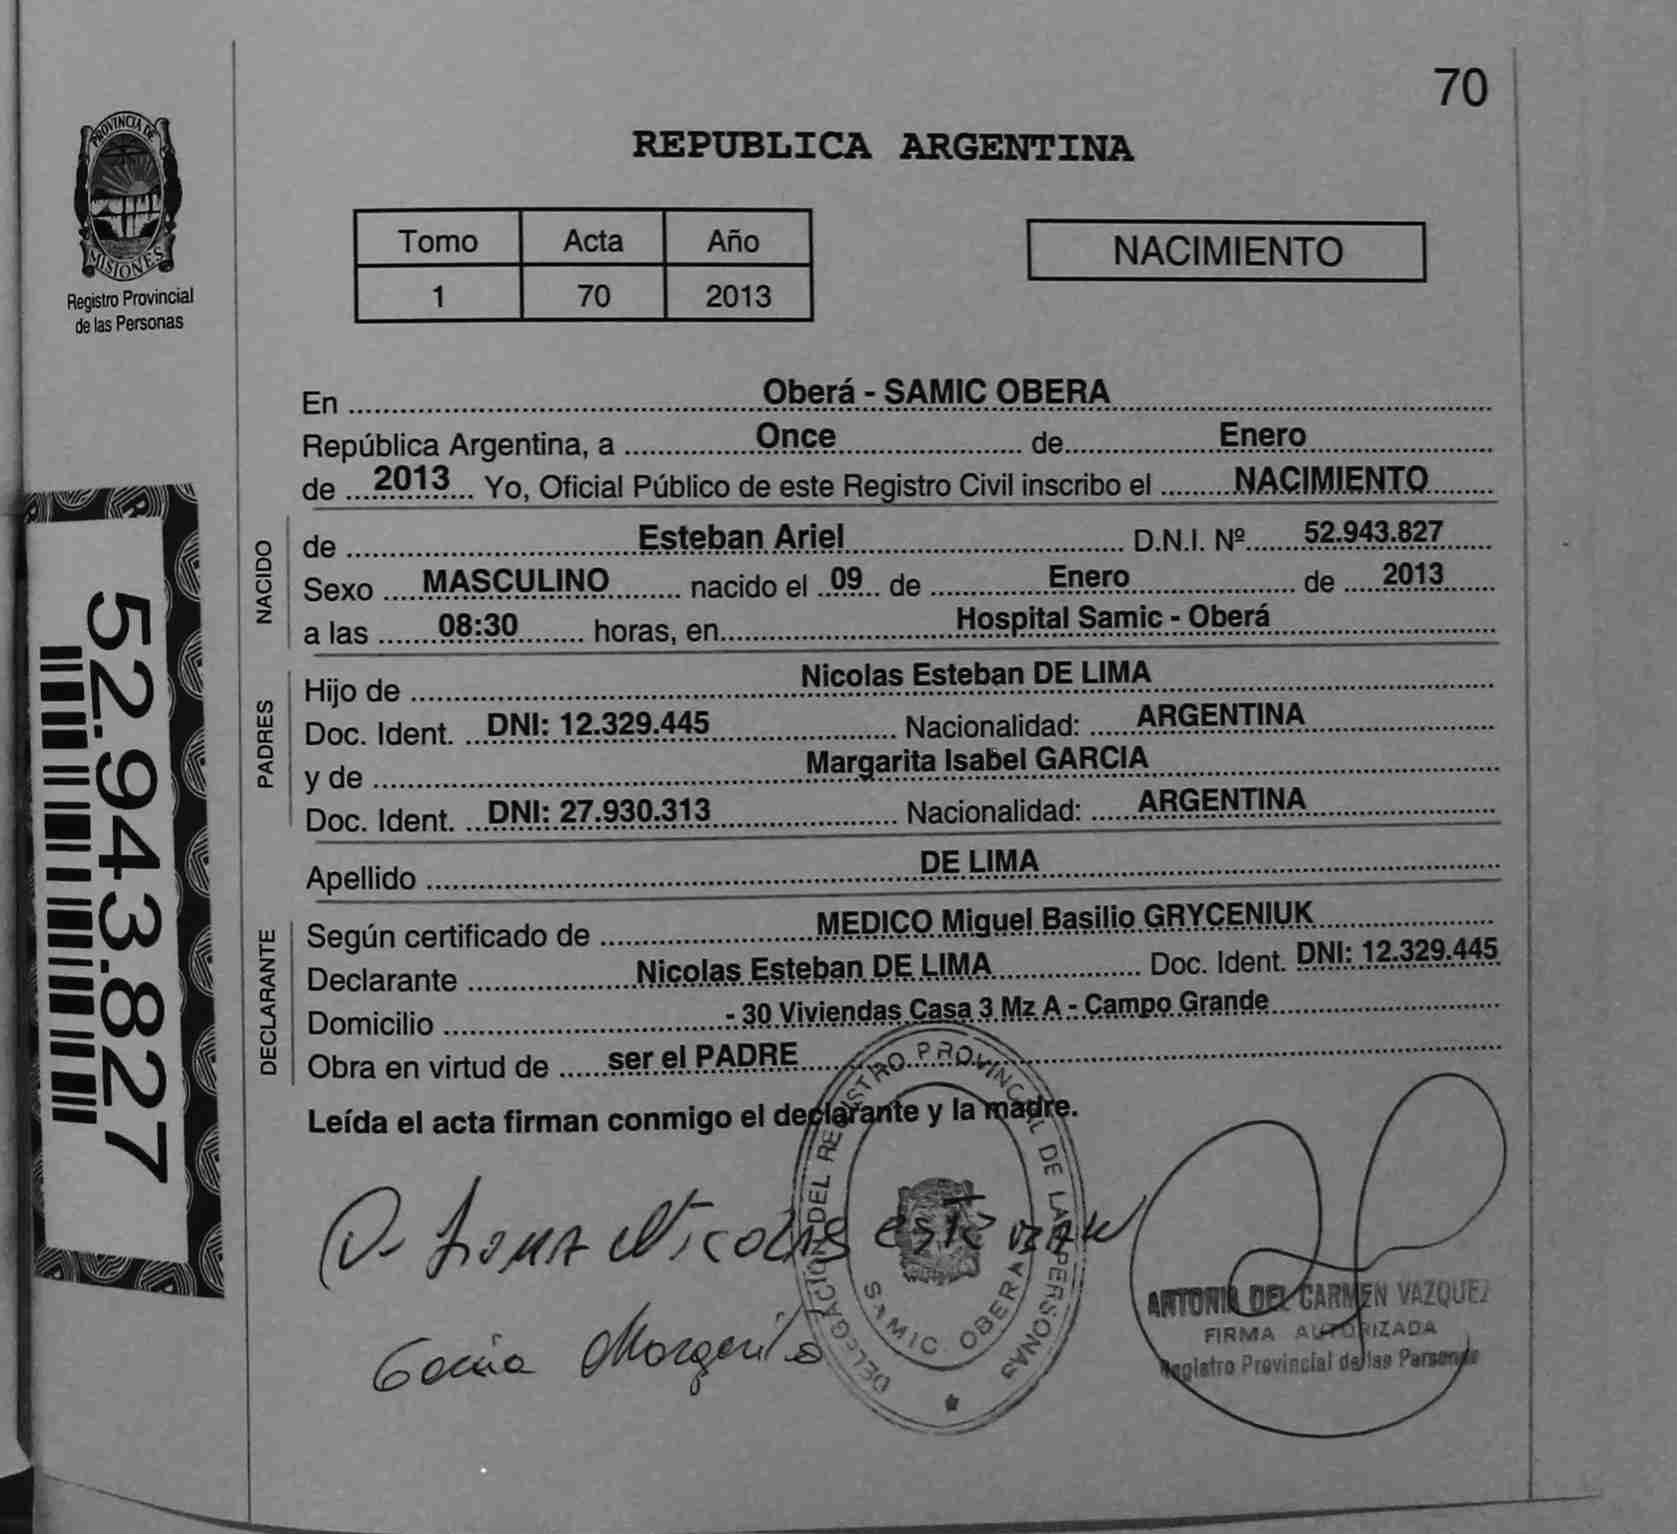 70
PROVINCIA DE
MISIONES
Registro Provincial
de las Personas
REPUBLICA ARGENTINA
Tomo Acta Año
1 70 2013
NACIMIENTO
En Oberá - SAMIC OBERA
República Argentina, a Once de Enero
de 2013 Yo, Oficial Público de este Registro Civil inscribo el NACIMIENTO
NACIDO
de Esteban Ariel D.N.I. Nº 52.943.827
Sexo MASCULINO nacido el 09 de Enero de 2013
a las 08:30 horas, en Hospital Samic - Oberá
PADRES
Hijo de Nicolas Esteban DE LIMA
Doc. Ident. DNI: 12.329.445 Nacionalidad: ARGENTINA
y de Margarita Isabel GARCIA
Doc. Ident. DNI: 27.930.313 Nacionalidad: ARGENTINA
Apellido DE LIMA
DECLARANTE
Según certificado de MEDICO Miguel Basilio GRYCENIUK
Declarante Nicolas Esteban DE LIMA Doc. Ident. DNI: 12.329.445
Domicilio - 30 Viviendas Casa 3 Mz A - Campo Grande
Obra en virtud de ser el PADRE
Leída el acta firman conmigo el declarante y la madre.
52.943.827
DELEGACION DEL REGISTRO PROVINCIAL DE LAS PERSONAS
SAMIC OBERA
De Lima Nicolas esteban
Garcia Margarita
ANTONIA DEL CARMEN VAZQUEZ
FIRMA AUTORIZADA
Registro Provincial de las Personas